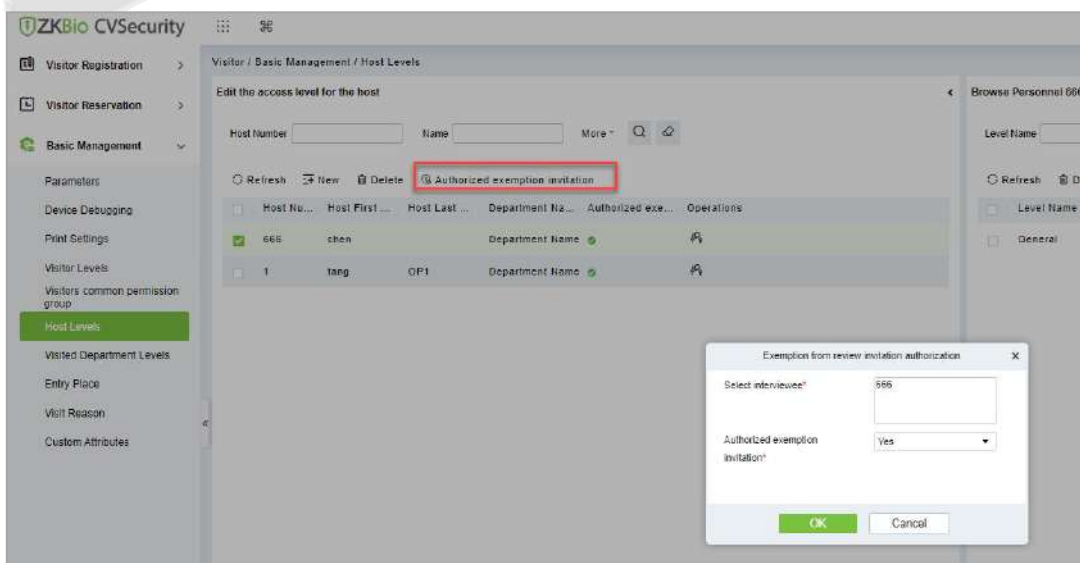 ZKBio CVSecurity
Visitor Registration
Visitor Reservation
Basic Management
Parameters
Device Debugging
Print Settings
Visitor Levels
Visitors common permission
group
Host Levels
Visited Department Levels
Entry Place
Visit Reason
Custom Attributes
Visitor / Basic Management / Host Levels
Edit the access level for the host
Host Number Name More
Refresh New Delete Authorized exemption invitation
Host Nu... Host First ... Host Last ... Department Na... Authorized exe... Operations
666 chen Department Name
1 tang OP1 Department Name
Browse Personnel 666
Level Name
Refresh D
Level Name
General
Exemption from review invitation authorization x
Select interviewee* 666
Authorized exemption Yes
invitation*
OK Cancel